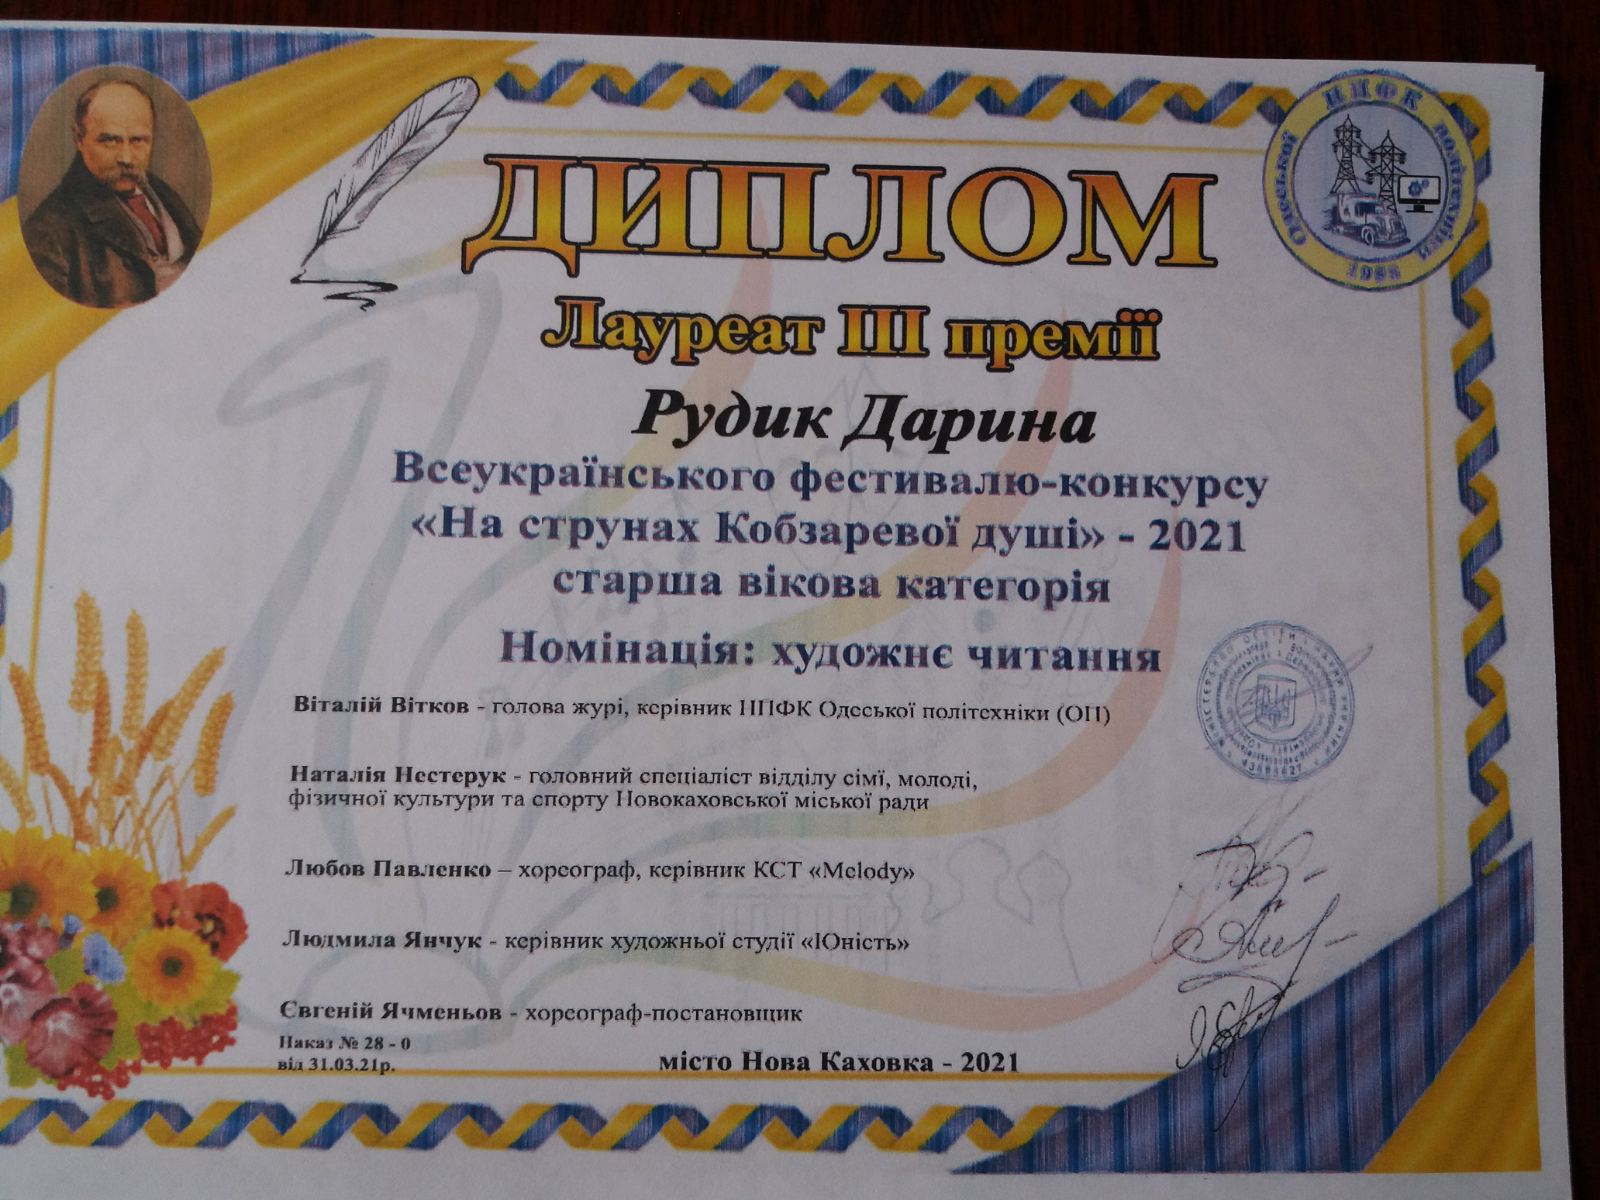 ДИПЛОМ
Лауреат III премії
Рудик Дарина
Всеукраїнського фестивалю-конкурсу
«На струнах Кобзаревої душі» - 2021
старша вікова категорія
Номінація: художнє читання
Віталій Вітков - голова журі, керівник НПФК Одеської політехніки (ОП)
Наталія Нестерук - головний спеціаліст відділу сімї, молоді,
фізичної культури та спорту Новокаховської міської ради
Любов Павленко – хореограф, керівник КСТ «Melody»
Людмила Янчук - керівник художньої студії «Юність»
Євгеній Ячменьов - хореограф-постановщик
Наказ № 28 - 0
від 31.03.21р.
місто Нова Каховка - 2021
Одеської політехніки